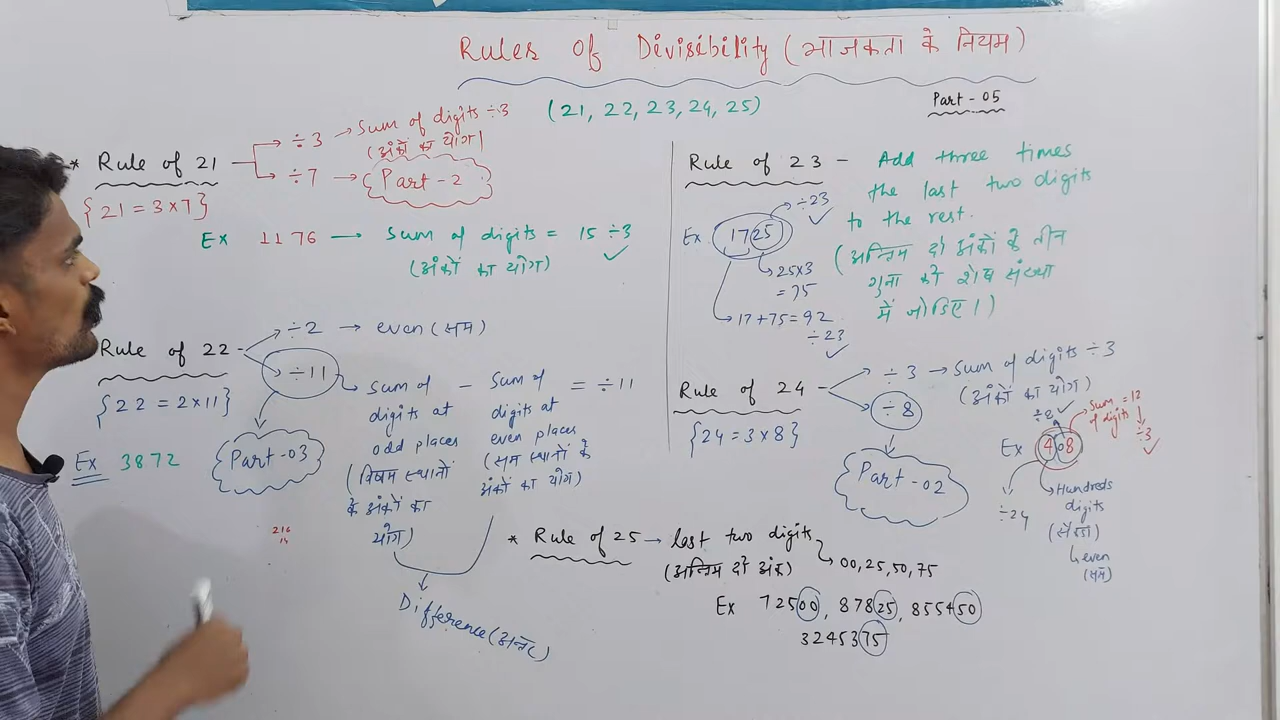 Rules of Divisibility (भाजकता के नियम)
(21, 22, 23, 24, 25)
Part-05
* Rule of 21
{21 = 3×7}
÷3 → Sum of digits ÷3
(अंकों का योग)
÷7 → Part-2
Ex 1176 → Sum of digits = 15 ÷3 ✓
(अंकों का योग)
Rule of 22
{22 = 2×11}
÷2 → even (सम)
÷11
Part-03
Sum of digits at odd places
(विषम स्थानों
के अंकों का
योग)
– Sum of digits at even places = ÷11
(सम स्थानों के
अंकों का योग)
Difference (अन्तर)
Ex 3872
216
14
Rule of 23 – Add three times
the last two digits
to the rest.
(अन्तिम दो अंकों के तीन
गुना को शेष संख्या
में जोडिए।)
Ex 1725
÷23 ✓
25×3
=75
17+75=92
÷23 ✓
Rule of 24
{24 = 3×8}
÷3 → Sum of digits ÷3
(अंकों का योग)
÷8
Part-02
Ex 408
÷8 ✓
Sum of digits = 12
÷3 ✓
÷24
Hundreds
digits
(सैकडा)
↳ even
(सम)
* Rule of 25 → last two digits
(अन्तिम दो अंक)
00,25,50,75
Ex 72500, 87825, 855450
3245375